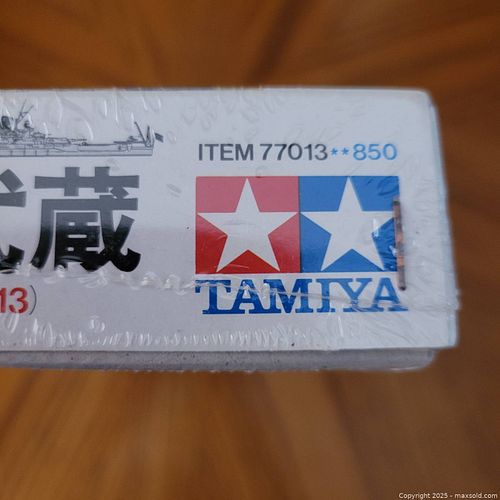 ITEM 77013**850
蔵
13)
TAMIYA
Copyright 2025 - maxsold.com